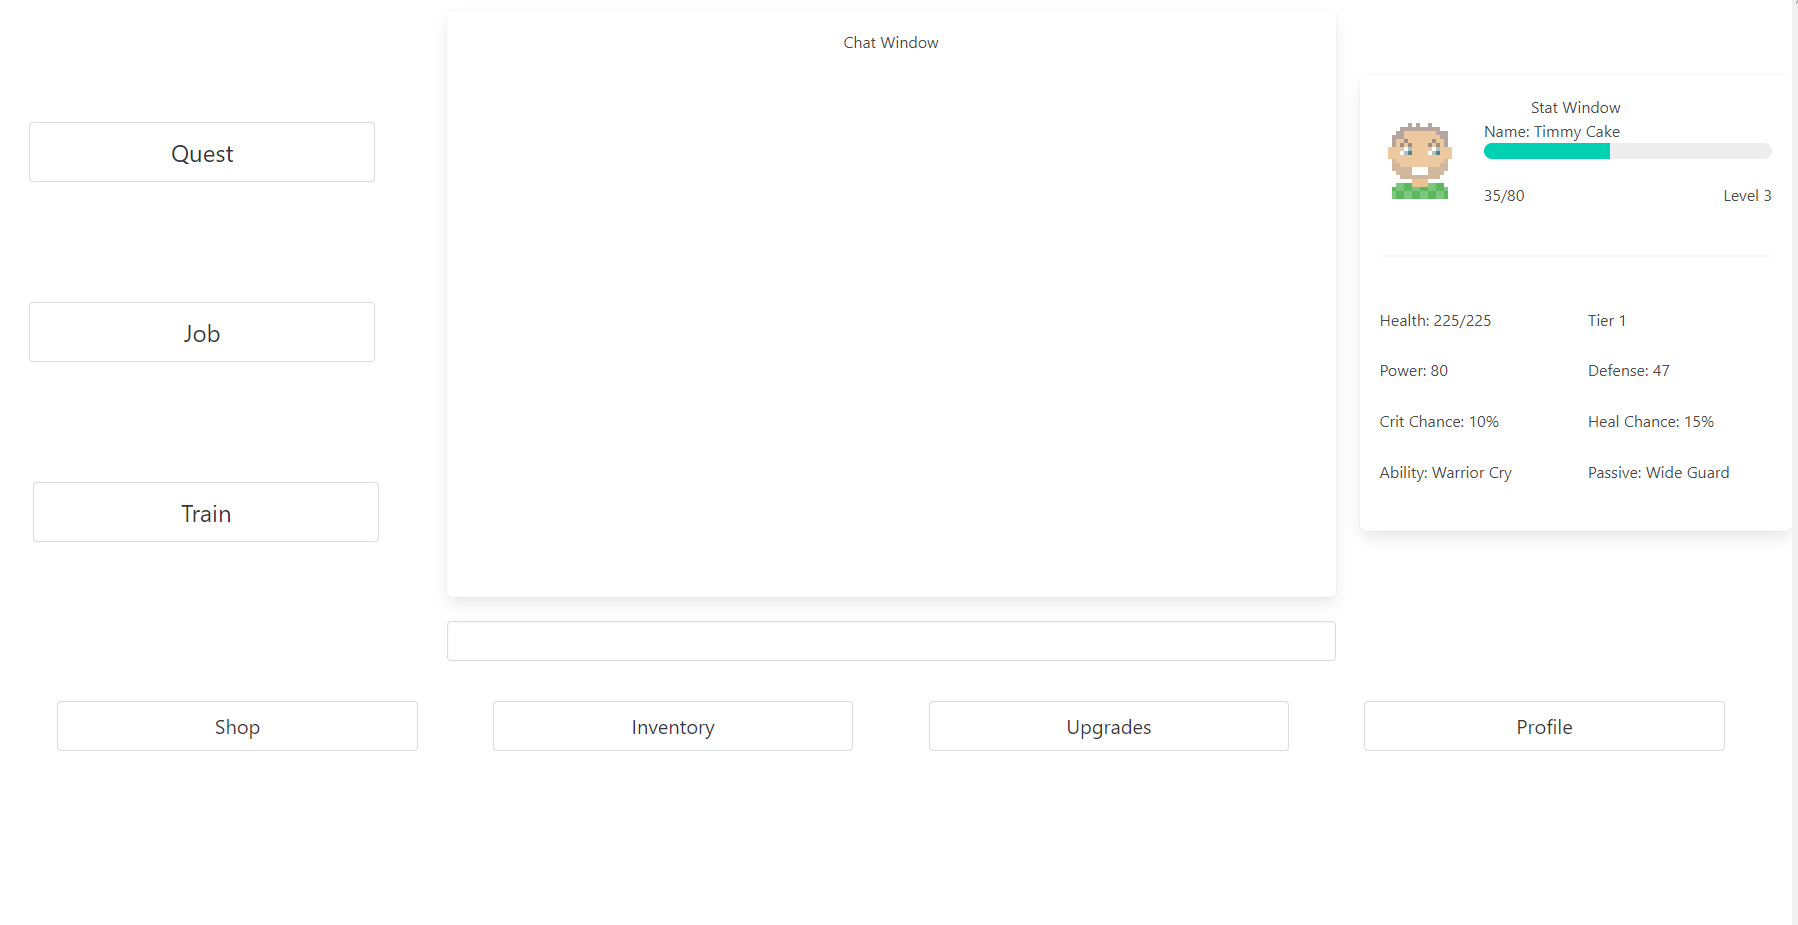 Chat Window
Quest
Job
Train
Stat Window
Name: Timmy Cake
35/80 Level 3
Health: 225/225 Tier 1
Power: 80 Defense: 47
Crit Chance: 10% Heal Chance: 15%
Ability: Warrior Cry Passive: Wide Guard
Shop Inventory Upgrades Profile